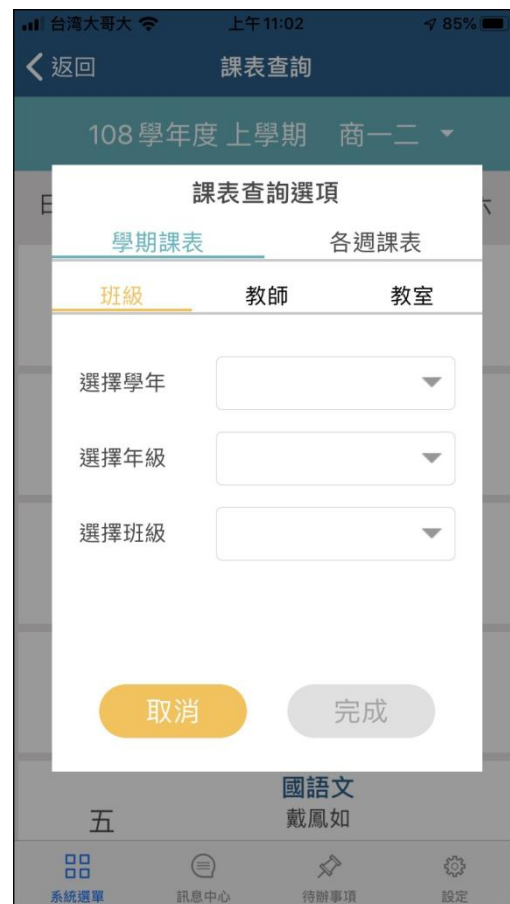 台湾大哥大 上午11:02 85%
返回 課表查詢
108學年度 上學期 商一二
日
課表查詢選項
學期課表 各週課表
班級 教師 教室
選擇學年
選擇年級
選擇班級
取消 完成
國語文
五 戴鳳如
系統選單 訊息中心 待辦事項 設定